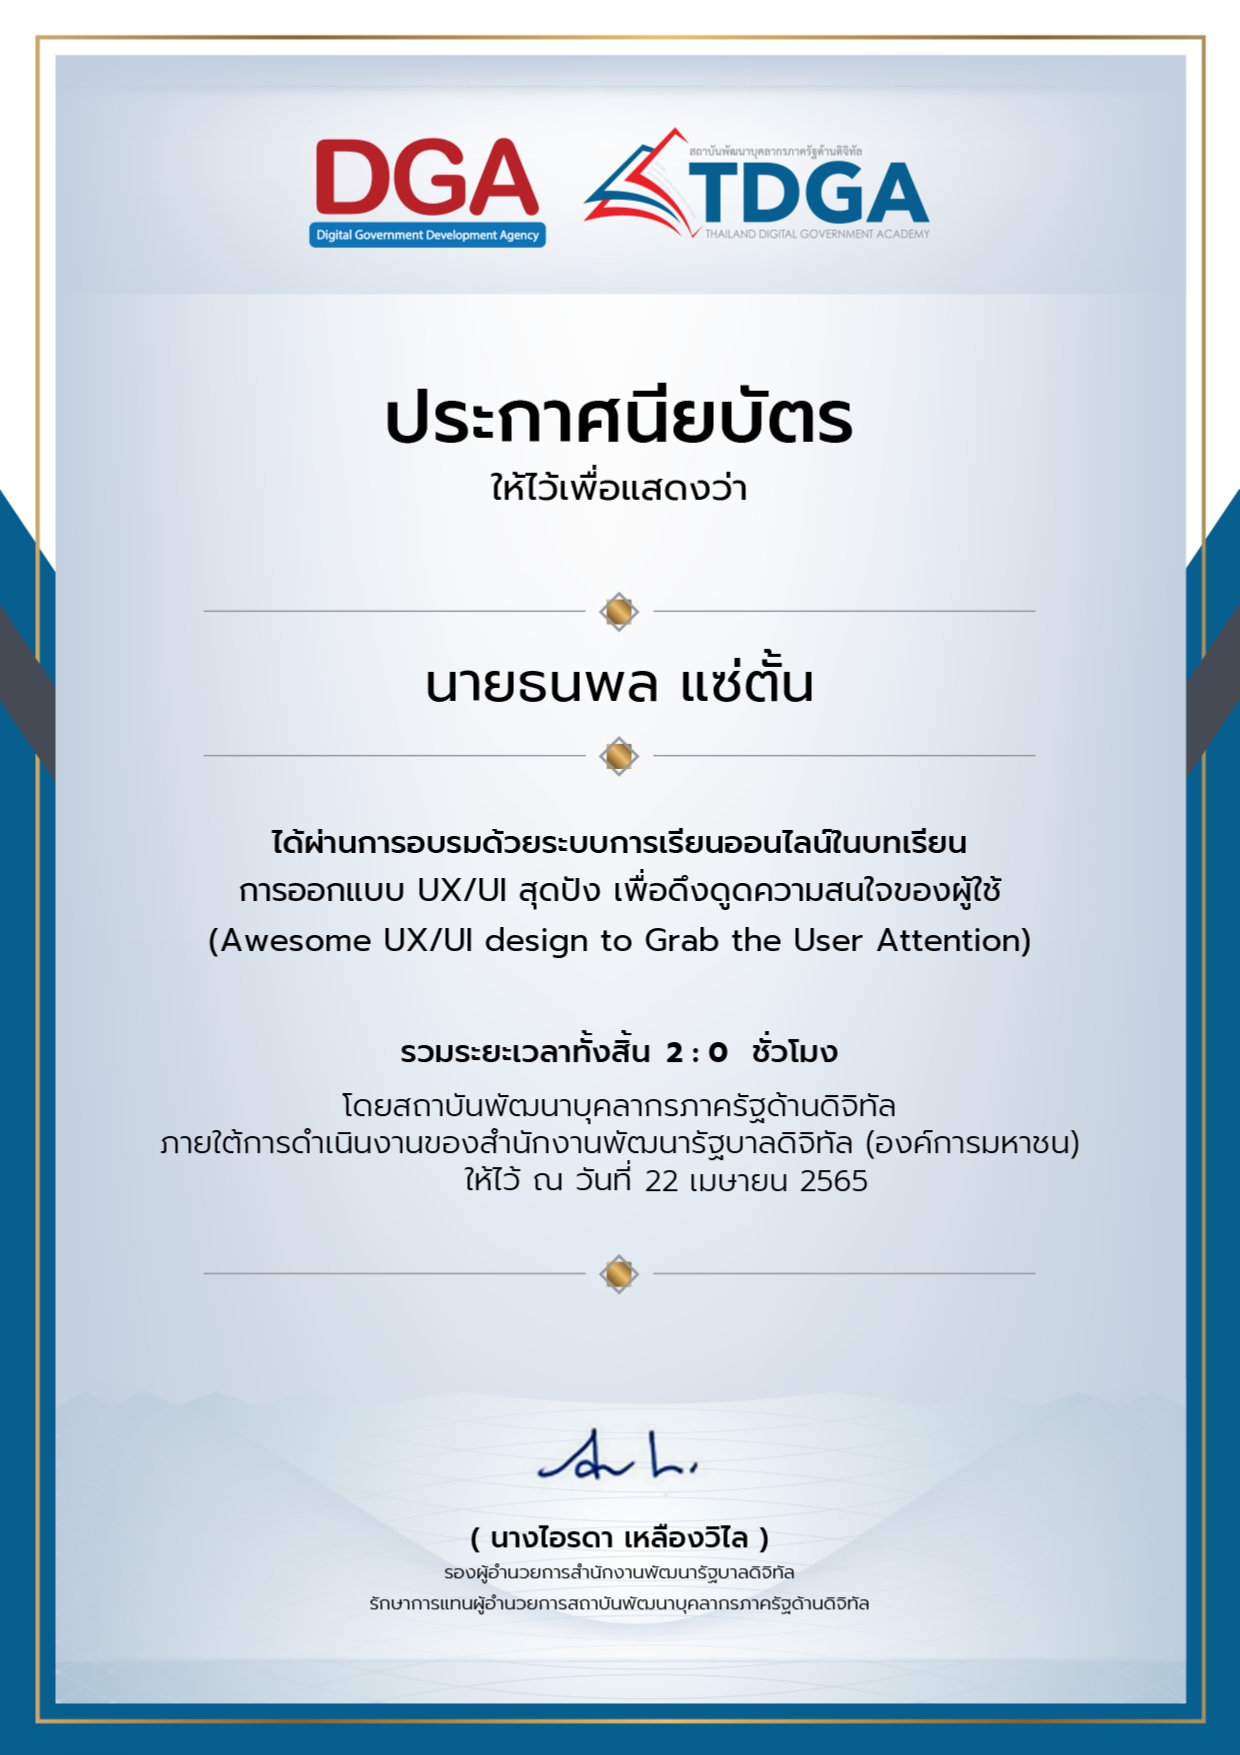 DGA
Digital Government Development Agency
สถาบันพัฒนาบุคลากรภาครัฐด้านดิจิทัล
TDGA
THAILAND DIGITAL GOVERNMENT ACADEMY
ประกาศนียบัตร
ให้ไว้เพื่อแสดงว่า
นายธนพล แซ่ตั้น
ได้ผ่านการอบรมด้วยระบบการเรียนออนไลน์ในบทเรียน
การออกแบบ UX/UI สุดปัง เพื่อดึงดูดความสนใจของผู้ใช้
(Awesome UX/UI design to Grab the User Attention)
รวมระยะเวลาทั้งสิ้น 2 : 0 ชั่วโมง
โดยสถาบันพัฒนาบุคลากรภาครัฐด้านดิจิทัล
ภายใต้การดำเนินงานของสำนักงานพัฒนารัฐบาลดิจิทัล (องค์การมหาชน)
ให้ไว้ ณ วันที่ 22 เมษายน 2565
( นางไอรดา เหลืองวิไล )
รองผู้อำนวยการสำนักงานพัฒนารัฐบาลดิจิทัล
รักษาการแทนผู้อำนวยการสถาบันพัฒนาบุคลากรภาครัฐด้านดิจิทัล